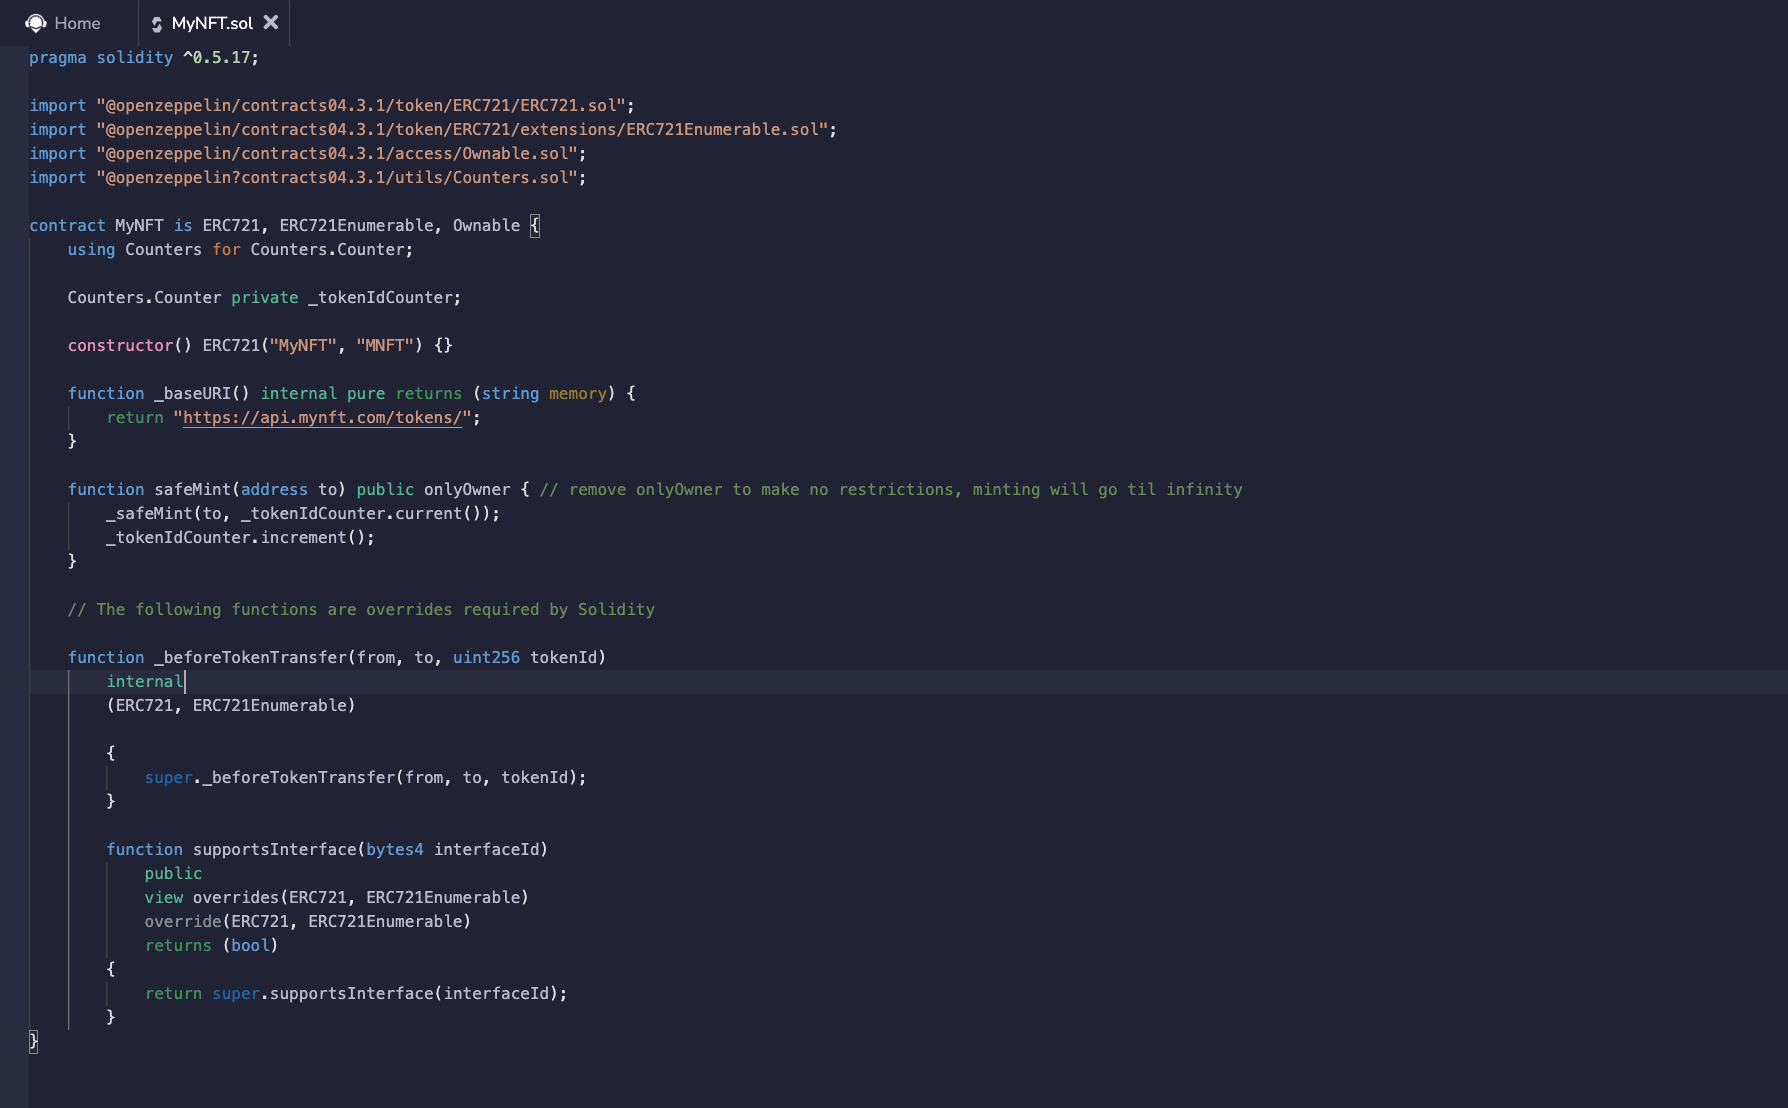 Home MyNFT.sol
pragma solidity ^0.5.17;
import "@openzeppelin/contracts04.3.1/token/ERC721/ERC721.sol";
import "@openzeppelin/contracts04.3.1/token/ERC721/extensions/ERC721Enumerable.sol";
import "@openzeppelin/contracts04.3.1/access/Ownable.sol";
import "@openzeppelin?contracts04.3.1/utils/Counters.sol";
contract MyNFT is ERC721, ERC721Enumerable, Ownable {
using Counters for Counters.Counter;
Counters.Counter private _tokenIdCounter;
constructor() ERC721("MyNFT", "MNFT") {}
function _baseURI() internal pure returns (string memory) {
return "https://api.mynft.com/tokens/";
}
function safeMint(address to) public onlyOwner { // remove onlyOwner to make no restrictions, minting will go til infinity
_safeMint(to, _tokenIdCounter.current());
_tokenIdCounter.increment();
}
// The following functions are overrides required by Solidity
function _beforeTokenTransfer(from, to, uint256 tokenId)
internal
(ERC721, ERC721Enumerable)
{
super._beforeTokenTransfer(from, to, tokenId);
}
function supportsInterface(bytes4 interfaceId)
public
view overrides(ERC721, ERC721Enumerable)
override(ERC721, ERC721Enumerable)
returns (bool)
{
return super.supportsInterface(interfaceId);
}
}